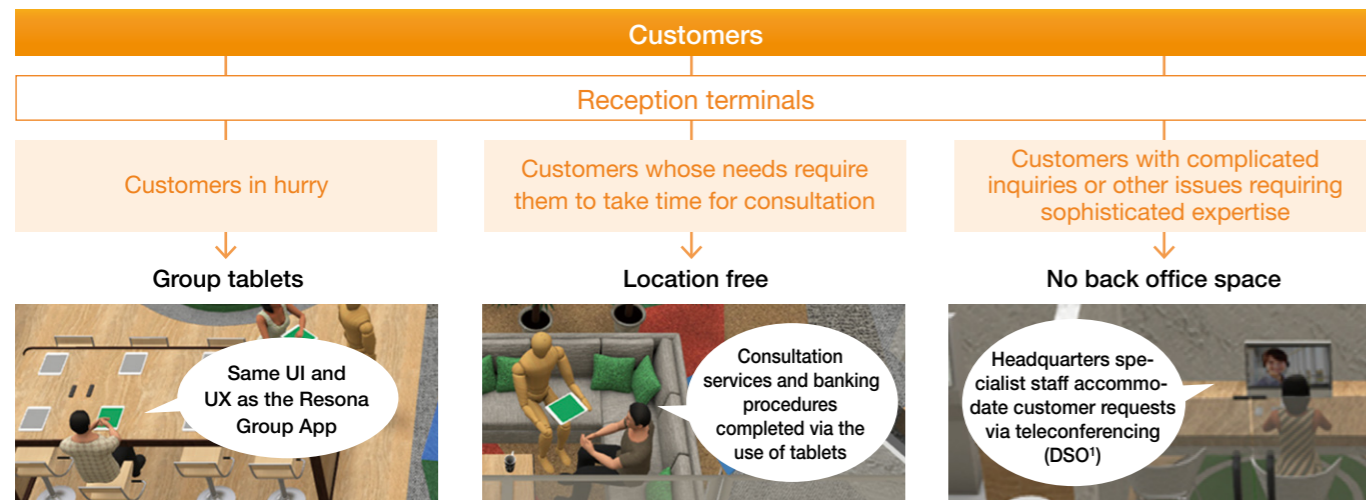 Customers
Reception terminals
Customers in hurry
Customers whose needs require
them to take time for consultation
Customers with complicated
inquiries or other issues requiring
sophisticated expertise
Group tablets
Location free
No back office space
Same UI and
UX as the Resona
Group App
Consultation
services and banking
procedures
completed via the
use of tablets
Headquarters spe-
cialist staff accommo-
date customer requests
via teleconferencing
(DSO¹)